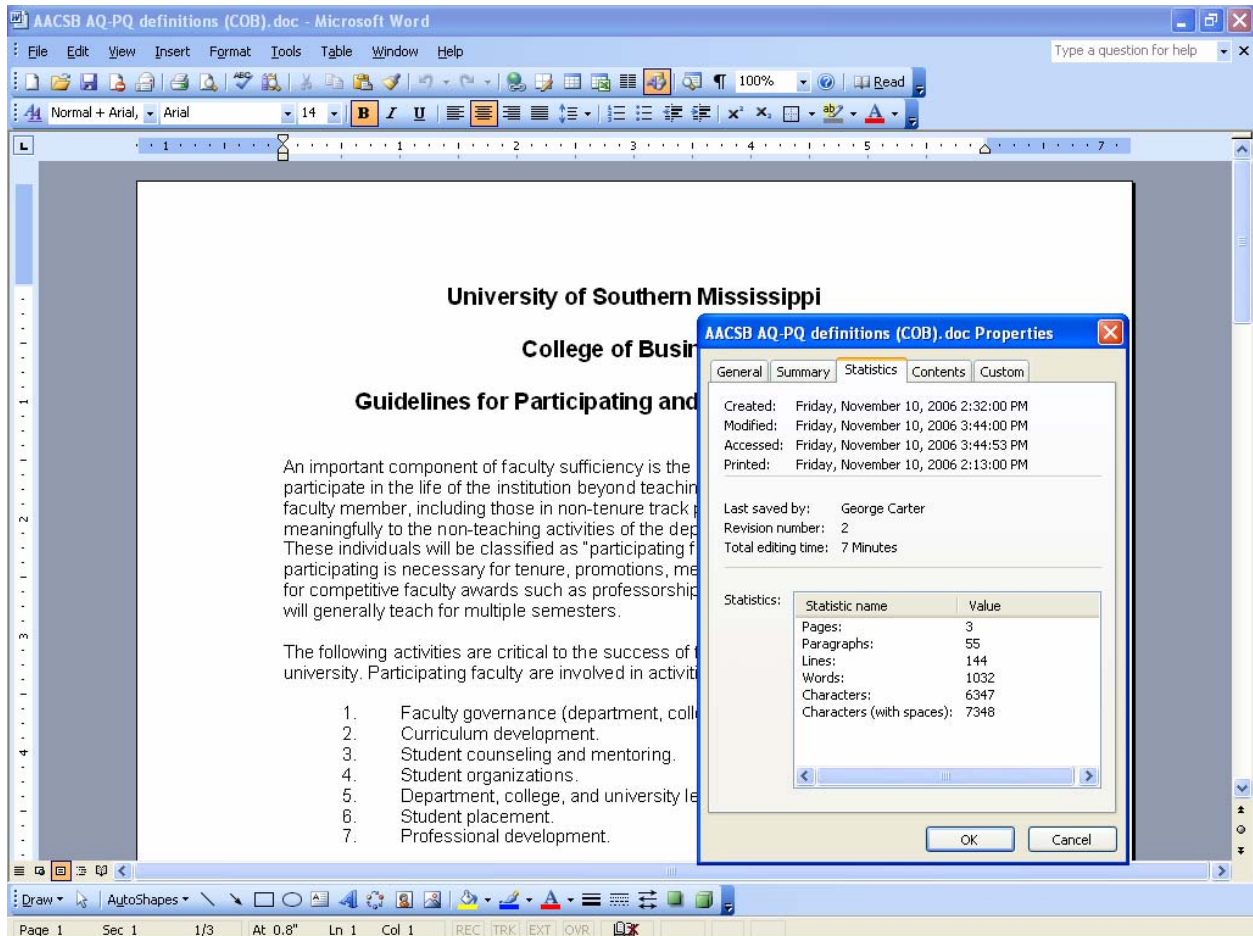 AACSB AQ-PQ definitions (COB).doc - Microsoft Word
File Edit View Insert Format Tools Table Window Help Type a question for help
100% Read
Normal + Arial, Arial 14 B I U
1 1 2 3 4 5 7
University of Southern Mississippi
College of Busin
Guidelines for Participating and
An important component of faculty sufficiency is the
participate in the life of the institution beyond teachin
faculty member, including those in non-tenure track p
meaningfully to the non-teaching activities of the dep
These individuals will be classified as "participating f
participating is necessary for tenure, promotions, me
for competitive faculty awards such as professorship
will generally teach for multiple semesters.
The following activities are critical to the success of t
university. Participating faculty are involved in activiti
1. Faculty governance (department, colle
2. Curriculum development.
3. Student counseling and mentoring.
4. Student organizations.
5. Department, college, and university le
6. Student placement.
7. Professional development.
AACSB AQ-PQ definitions (COB).doc Properties
General Summary Statistics Contents Custom
Created: Friday, November 10, 2006 2:32:00 PM
Modified: Friday, November 10, 2006 3:44:00 PM
Accessed: Friday, November 10, 2006 3:44:53 PM
Printed: Friday, November 10, 2006 2:13:00 PM
Last saved by: George Carter
Revision number: 2
Total editing time: 7 Minutes
Statistics: Statistic name Value
Pages: 3
Paragraphs: 55
Lines: 144
Words: 1032
Characters: 6347
Characters (with spaces): 7348
OK Cancel
Draw AutoShapes
Page 1 Sec 1 1/3 At 0.8" Ln 1 Col 1 REC TRK EXT OVR